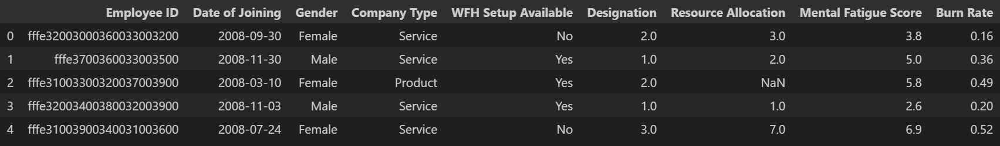 Employee ID Date of Joining Gender Company Type WFH Setup Available Designation Resource Allocation Mental Fatigue Score Burn Rate
0 fffe32003000360033003200 2008-09-30 Female Service No 2.0 3.0 3.8 0.16
1 fffe3700360033003500 2008-11-30 Male Service Yes 1.0 2.0 5.0 0.36
2 fffe31003300320037003900 2008-03-10 Female Product Yes 2.0 NaN 5.8 0.49
3 fffe32003400380032003900 2008-11-03 Male Service Yes 1.0 1.0 2.6 0.20
4 fffe31003900340031003600 2008-07-24 Female Service No 3.0 7.0 6.9 0.52